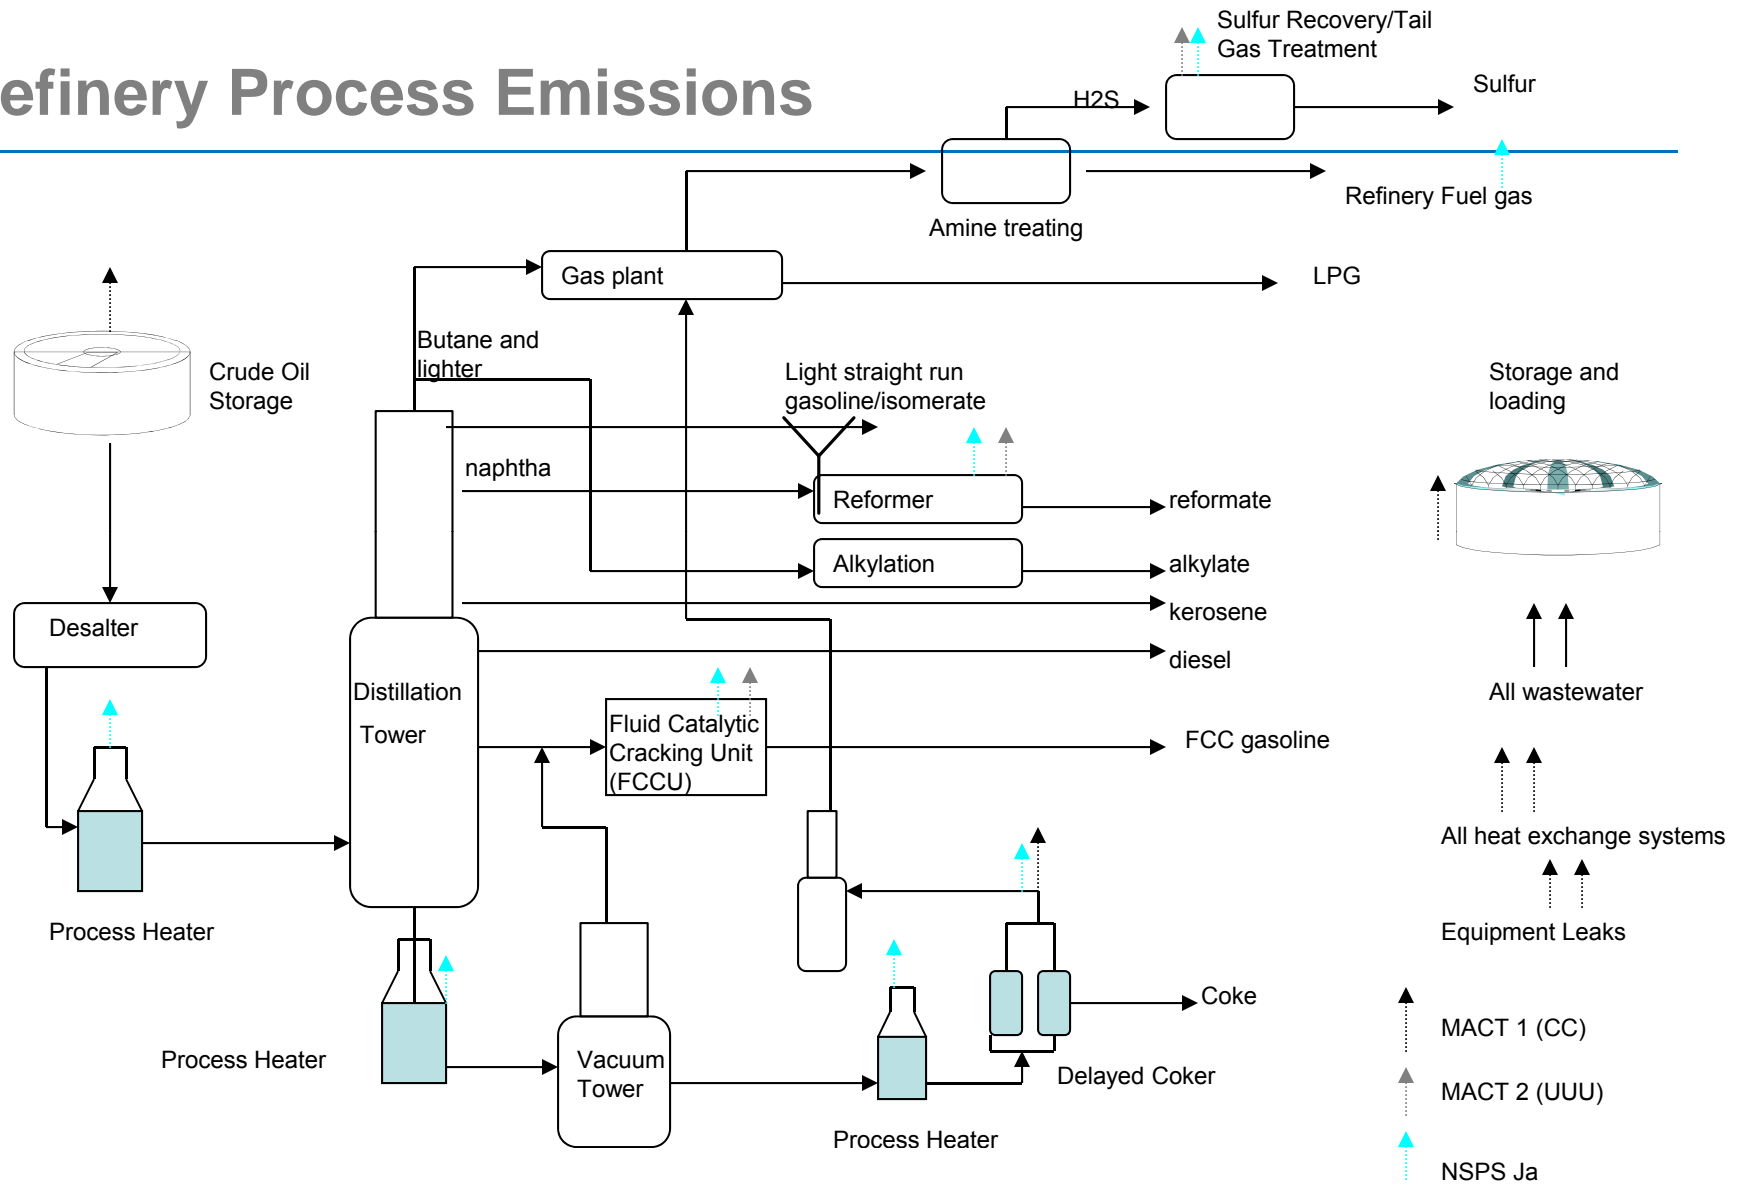 efinery Process Emissions
Sulfur Recovery/Tail
Gas Treatment
H2S
Sulfur
Refinery Fuel gas
Amine treating
Gas plant
LPG
Butane and
lighter
Crude Oil
Storage
Light straight run
gasoline/isomerate
Storage and
loading
naphtha
Reformer
reformate
Alkylation
alkylate
kerosene
Desalter
diesel
Distillation
Tower
All wastewater
Fluid Catalytic
Cracking Unit
(FCCU)
FCC gasoline
All heat exchange systems
Process Heater
Equipment Leaks
Coke
Process Heater
Vacuum
Tower
Delayed Coker
Process Heater
MACT 1 (CC)
MACT 2 (UUU)
NSPS Ja